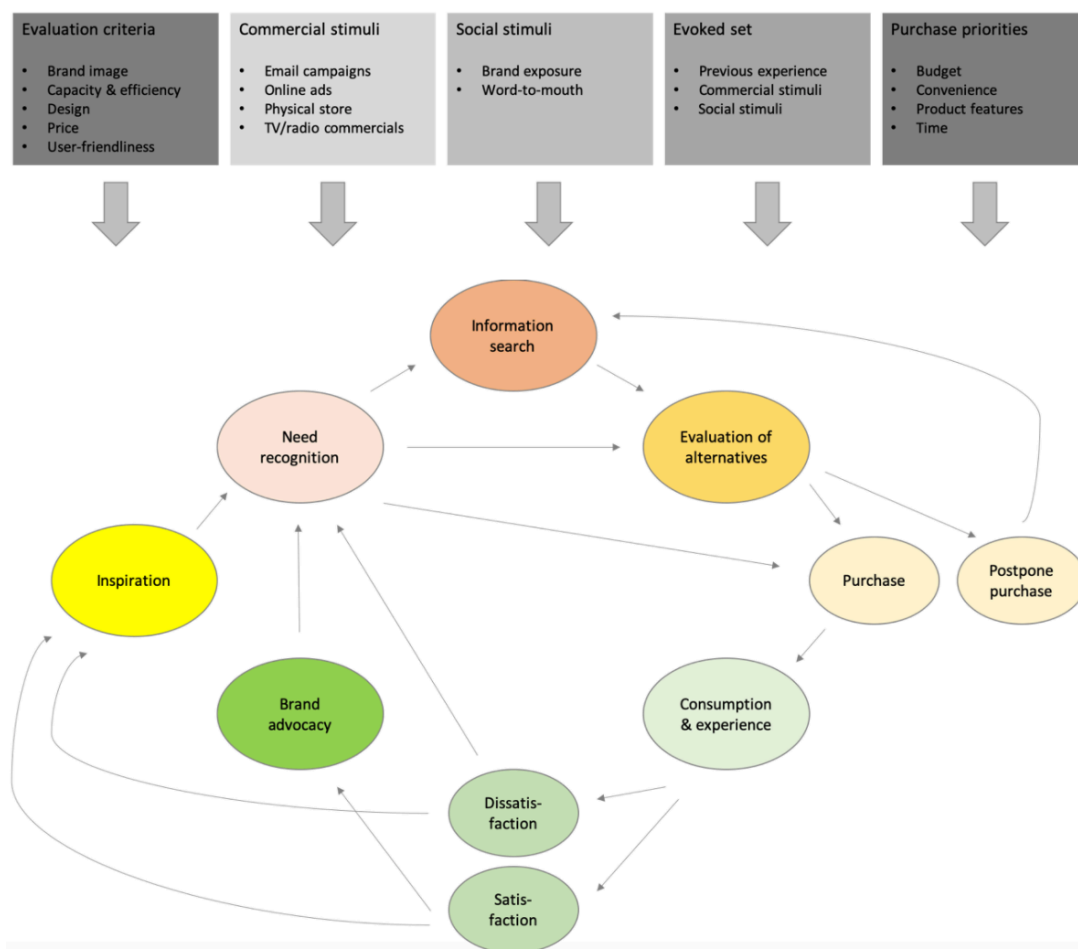 Evaluation criteria
• Brand image
• Capacity & efficiency
• Design
• Price
• User-friendliness
Commercial stimuli
• Email campaigns
• Online ads
• Physical store
• TV/radio commercials
Social stimuli
• Brand exposure
• Word-to-mouth
Evoked set
• Previous experience
• Commercial stimuli
• Social stimuli
Purchase priorities
• Budget
• Convenience
• Product features
• Time
Information
search
Need
recognition
Evaluation of
alternatives
Inspiration
Purchase
Postpone
purchase
Brand
advocacy
Consumption
& experience
Dissatis-
faction
Satis-
faction